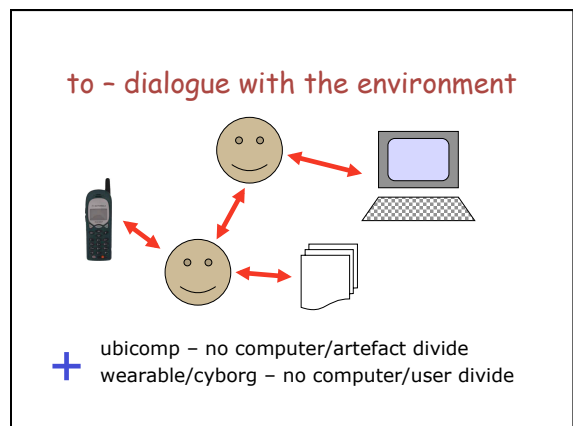 to – dialogue with the environment
+ ubicomp – no computer/artefact divide
wearable/cyborg – no computer/user divide